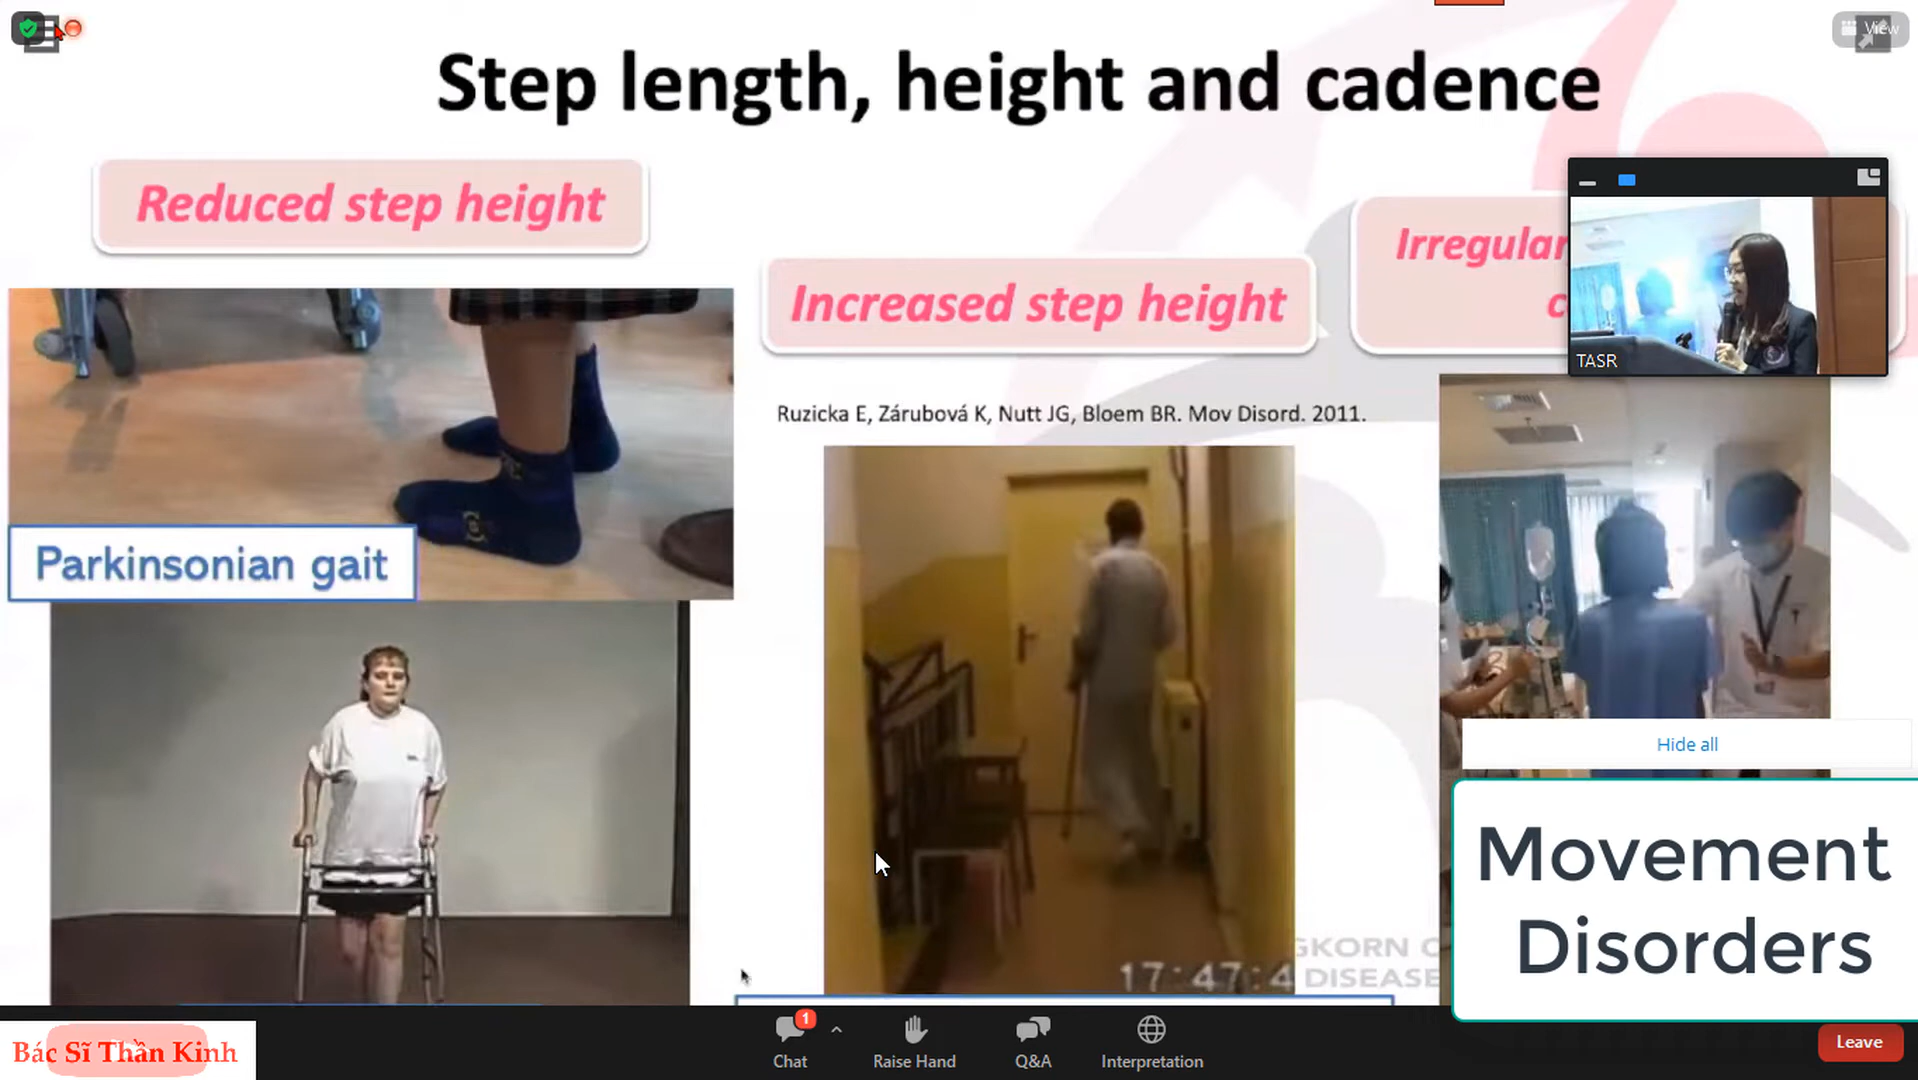 View
Step length, height and cadence
Reduced step height
Increased step height
Irregular
TASR
Ruzicka E, Zárubová K, Nutt JG, Bloem BR. Mov Disord. 2011.
Parkinsonian gait
Hide all
Movement
Disorders
GKORN
DISEASE
17:47:4
Bác Sĩ Thần Kinh
1
Chat
Raise Hand
Q&A
Interpretation
Leave